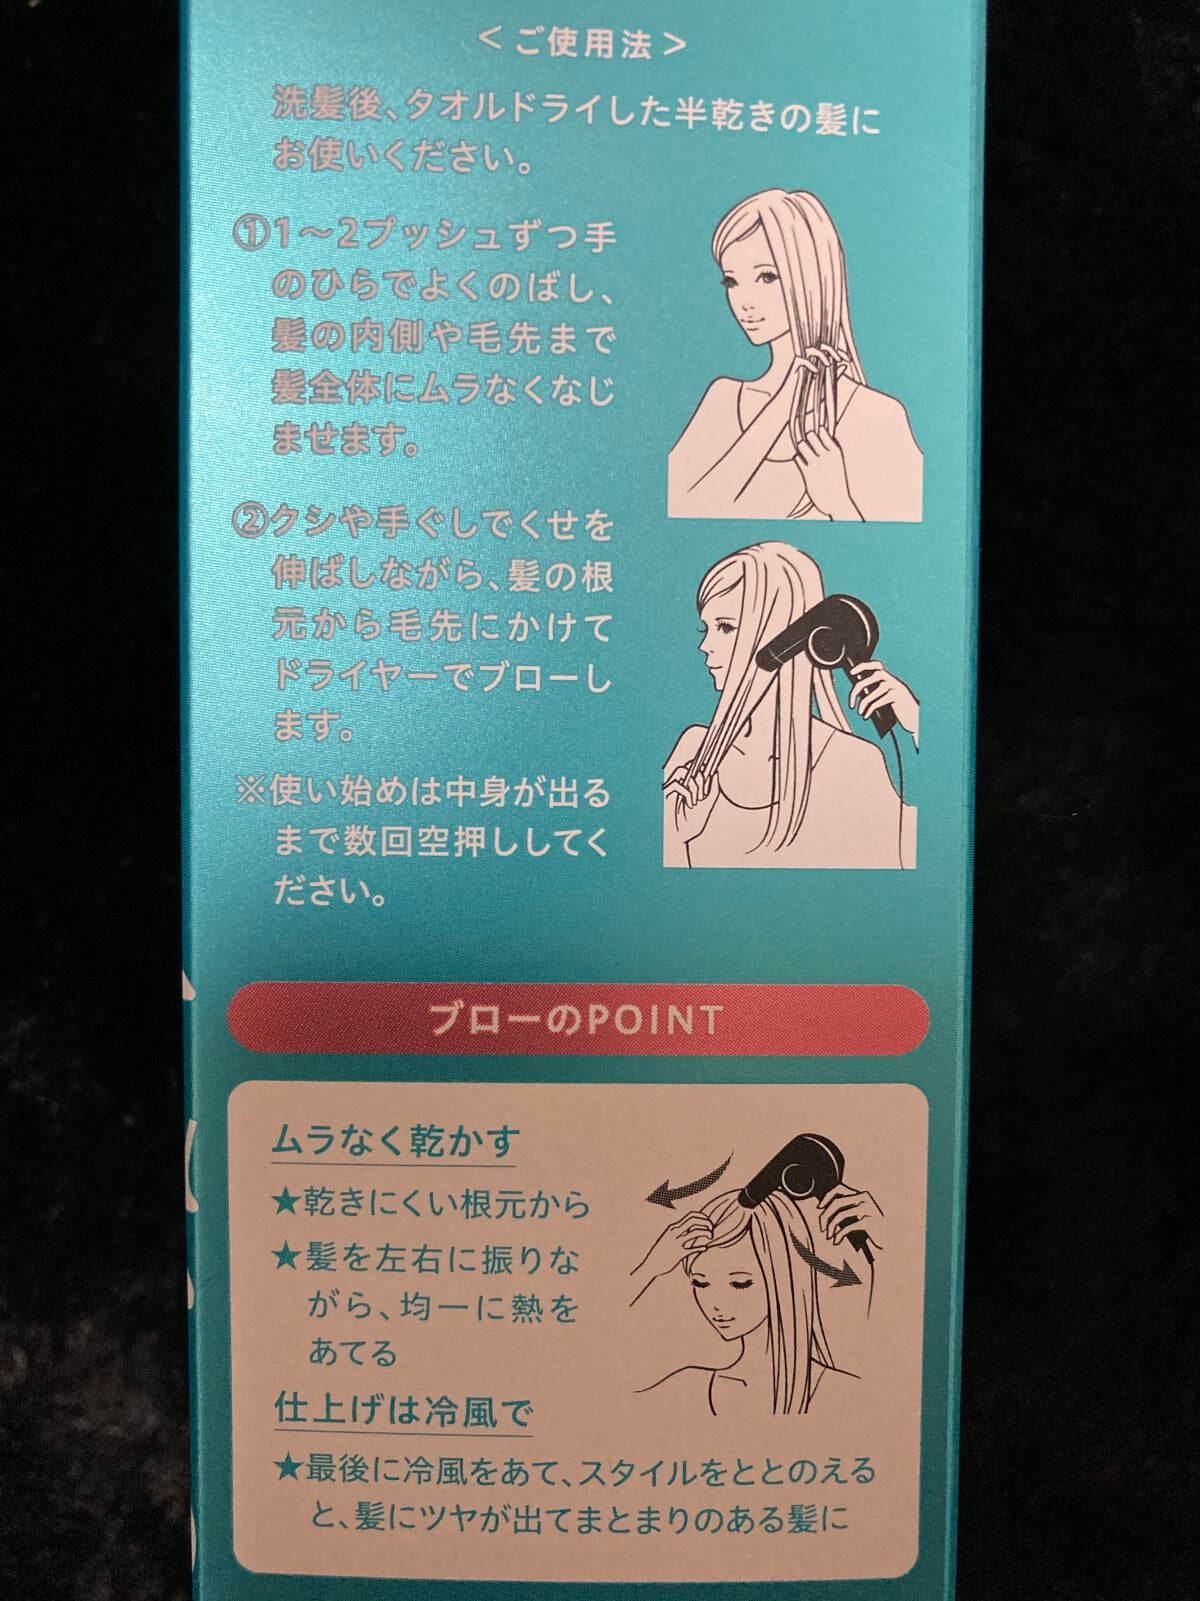 ＜ご使用法＞
洗髪後、タオルドライした半乾きの髪に
お使いください。
①1～2プッシュずつ手
のひらでよくのばし、
髪の内側や毛先まで
髪全体にムラなくなじ
ませます。
②クシや手ぐしでくせを
伸ばしながら、髪の根
元から毛先にかけて
ドライヤーでブローし
ます。
※使い始めは中身が出る
まで数回空押ししてく
ださい。
ブローのPOINT
ムラなく乾かす
★乾きにくい根元から
★髪を左右に振りな
がら、均一に熱を
あてる
仕上げは冷風で
★最後に冷風をあて、スタイルをととのえる
と、髪にツヤが出てまとまりのある髪に